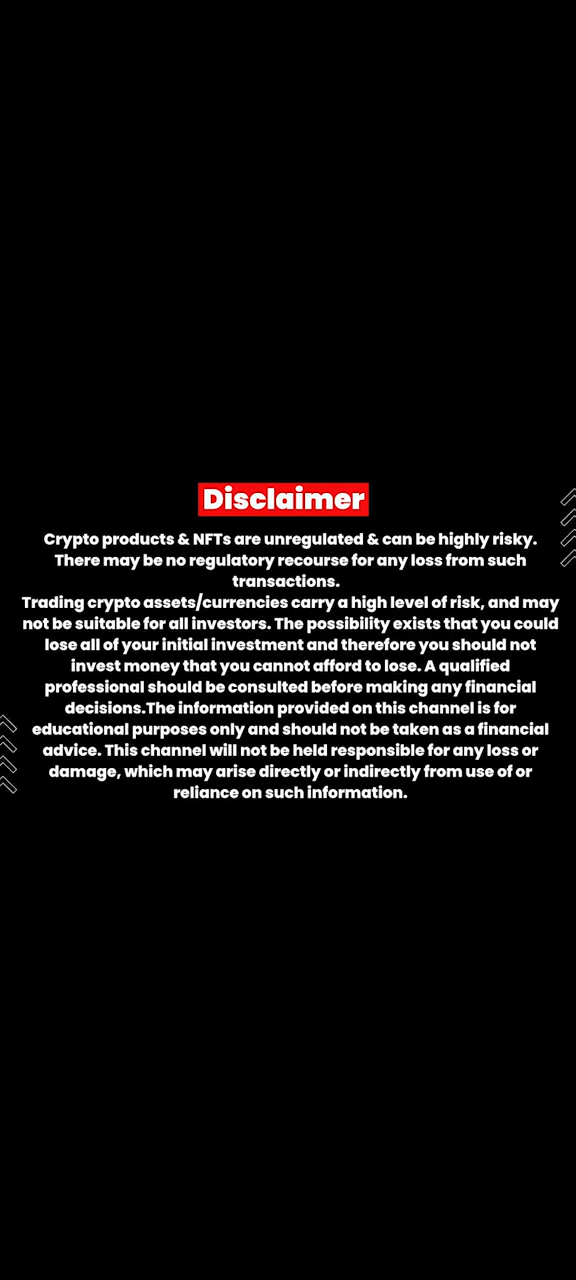 Disclaimer
Crypto products & NFTs are unregulated & can be highly risky.
There may be no regulatory recourse for any loss from such
transactions.
Trading crypto assets/currencies carry a high level of risk, and may
not be suitable for all investors. The possibility exists that you could
lose all of your initial investment and therefore you should not
invest money that you cannot afford to lose. A qualified
professional should be consulted before making any financial
decisions.The information provided on this channel is for
educational purposes only and should not be taken as a financial
advice. This channel will not be held responsible for any loss or
damage, which may arise directly or indirectly from use of or
reliance on such information.